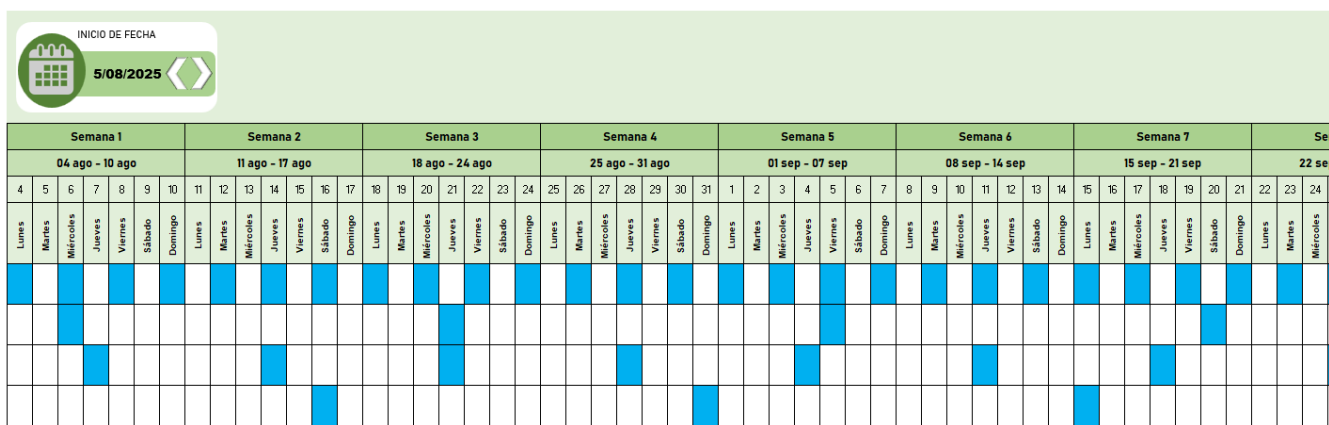 INICIO DE FECHA
5/08/2025
Semana 1 Semana 2 Semana 3 Semana 4 Semana 5 Semana 6 Semana 7 Se
04 ago - 10 ago 11 ago - 17 ago 18 ago - 24 ago 25 ago - 31 ago 01 sep - 07 sep 08 sep - 14 sep 15 sep - 21 sep 22 se
4 5 6 7 8 9 10 11 12 13 14 15 16 17 18 19 20 21 22 23 24 25 26 27 28 29 30 31 1 2 3 4 5 6 7 8 9 10 11 12 13 14 15 16 17 18 19 20 21 22 23 24
Lunes Martes Miércoles Jueves Viernes Sábado Domingo Lunes Martes Miércoles Jueves Viernes Sábado Domingo Lunes Martes Miércoles Jueves Viernes Sábado Domingo Lunes Martes Miércoles Jueves Viernes Sábado Domingo Lunes Martes Miércoles Jueves Viernes Sábado Domingo Lunes Martes Miércoles Jueves Viernes Sábado Domingo Lunes Martes Miércoles Jueves Viernes Sábado Domingo Lunes Martes Miércoles